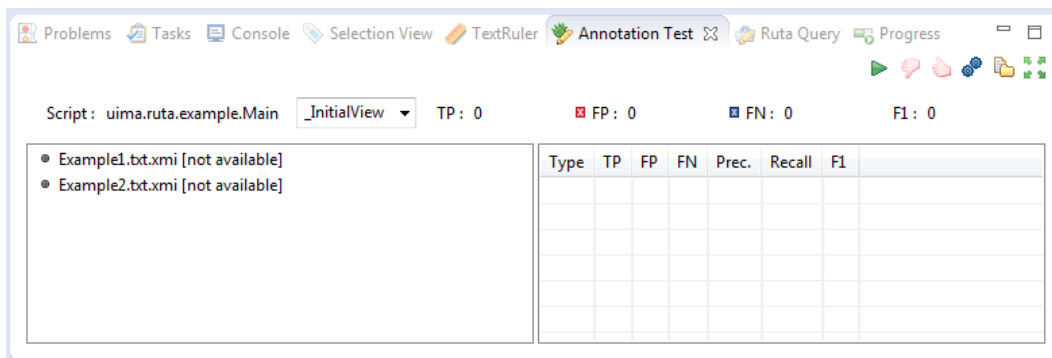 Problems Tasks Console Selection View TextRuler Annotation Test Ruta Query Progress
Script : uima.ruta.example.Main _InitialView TP : 0 FP : 0 FN : 0 F1 : 0
Example1.txt.xmi [not available]
Example2.txt.xmi [not available]
Type TP FP FN Prec. Recall F1